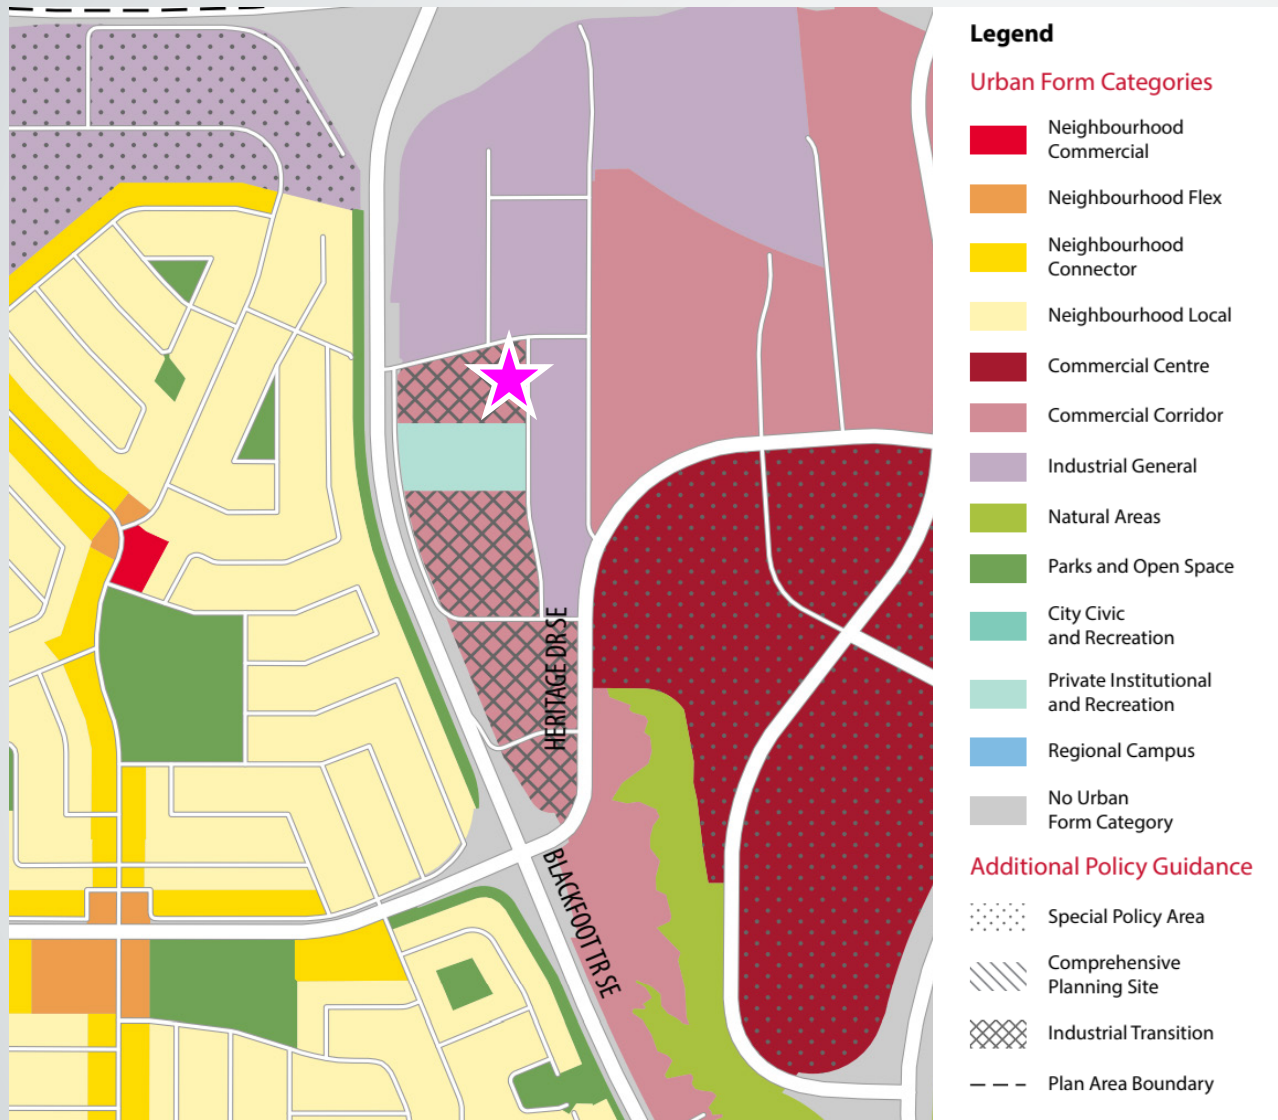 Legend
Urban Form Categories
Neighbourhood
Commercial
Neighbourhood Flex
Neighbourhood
Connector
Neighbourhood Local
Commercial Centre
Commercial Corridor
Industrial General
Natural Areas
Parks and Open Space
City Civic
and Recreation
Private Institutional
and Recreation
Regional Campus
No Urban
Form Category
Additional Policy Guidance
Special Policy Area
Comprehensive
Planning Site
Industrial Transition
Plan Area Boundary
HERITAGE DR SE
BLACKFOOT TR SE